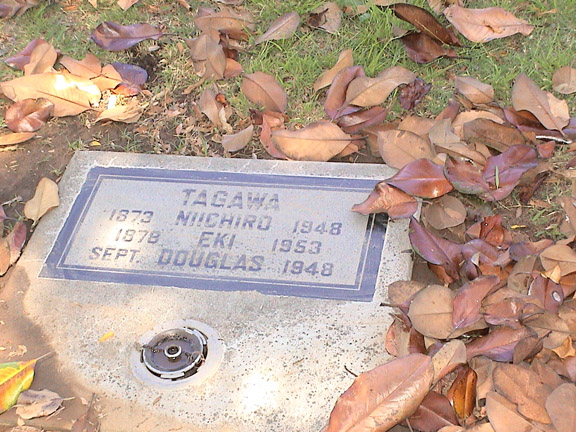 TAGAWA
1873 NIICHIRO 1948
1878 EKI 1953
SEPT. DOUGLAS 1948